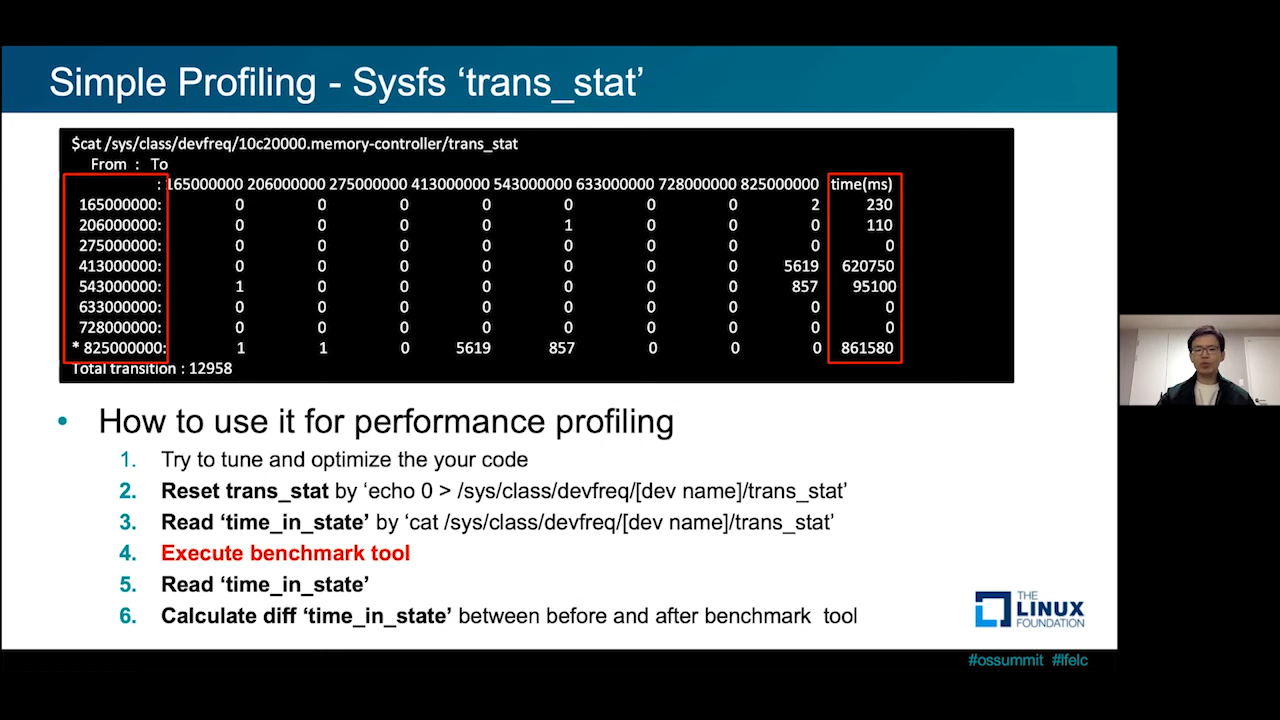 Simple Profiling - Sysfs ‘trans_stat’
$cat /sys/class/devfreq/10c20000.memory-controller/trans_stat
From : To
: 165000000 206000000 275000000 413000000 543000000 633000000 728000000 825000000 time(ms)
165000000: 0 0 0 0 0 0 0 2 230
206000000: 0 0 0 0 1 0 0 0 110
275000000: 0 0 0 0 0 0 0 0 0
413000000: 0 0 0 0 0 0 0 5619 620750
543000000: 1 0 0 0 0 0 0 857 95100
633000000: 0 0 0 0 0 0 0 0 0
728000000: 0 0 0 0 0 0 0 0 0
* 825000000: 1 1 0 5619 857 0 0 0 861580
Total transition : 12958
• How to use it for performance profiling
1. Try to tune and optimize the your code
2. Reset trans_stat by ‘echo 0 > /sys/class/devfreq/[dev name]/trans_stat’
3. Read ‘time_in_state’ by ‘cat /sys/class/devfreq/[dev name]/trans_stat’
4. Execute benchmark tool
5. Read ‘time_in_state’
6. Calculate diff ‘time_in_state’ between before and after benchmark tool
THE
LINUX
FOUNDATION
#ossummit #lfelc